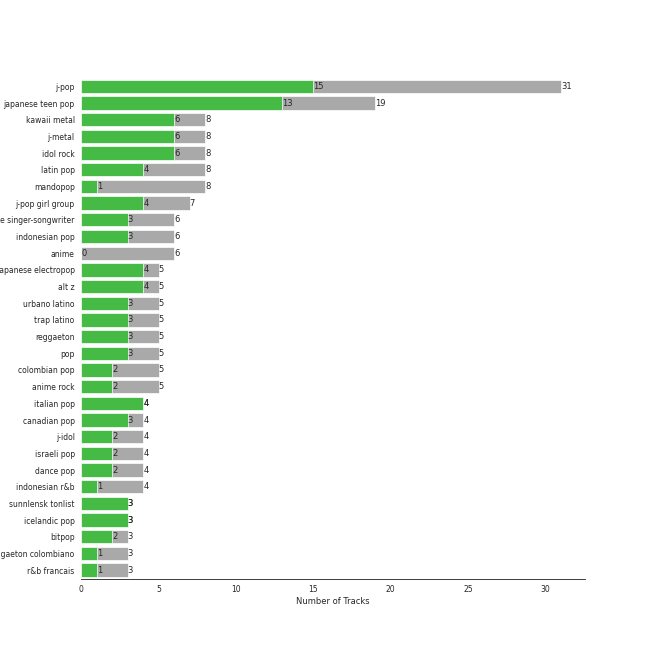 j-pop 15 31
japanese teen pop 13 19
kawaii metal 6 8
j-metal 6 8
idol rock 6 8
latin pop 4 8
mandopop 1 8
j-pop girl group 4 7
e singer-songwriter 3 6
indonesian pop 3 6
anime 0 6
apanese electropop 4 5
alt z 4 5
urbano latino 3 5
trap latino 3 5
reggaeton 3 5
pop 3 5
colombian pop 2 5
anime rock 2 5
italian pop 4
canadian pop 3 4
j-idol 2 4
israeli pop 2 4
dance pop 2 4
indonesian r&b 1 4
sunnlensk tonlist 3
icelandic pop 3
bitpop 2 3
gaeton colombiano 1 3
r&b francais 1 3
0 5 10 15 20 25 30
Number of Tracks